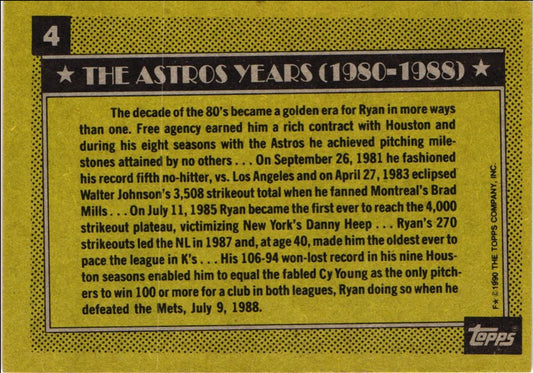 4
★ THE ASTROS YEARS (1980-1988) ★
The decade of the 80's became a golden era for Ryan in more ways
than one. Free agency earned him a rich contract with Houston and
during his eight seasons with the Astros he achieved pitching mile-
stones attained by no others . . . On September 26, 1981 he fashioned
his record fifth no-hitter, vs. Los Angeles and on April 27, 1983 eclipsed
Walter Johnson's 3,508 strikeout total when he fanned Montreal's Brad
Mills . . . On July 11, 1985 Ryan became the first ever to reach the 4,000
strikeout plateau, victimizing New York's Danny Heep . . . Ryan's 270
strikeouts led the NL in 1987 and, at age 40, made him the oldest ever to
pace the league in K's . . . His 106-94 won-lost record in his nine Hous-
ton seasons enabled him to equal the fabled Cy Young as the only pitch-
ers to win 100 or more for a club in both leagues, Ryan doing so when he
defeated the Mets, July 9, 1988.
F★ © 1990 THE TOPPS COMPANY, INC.
topps